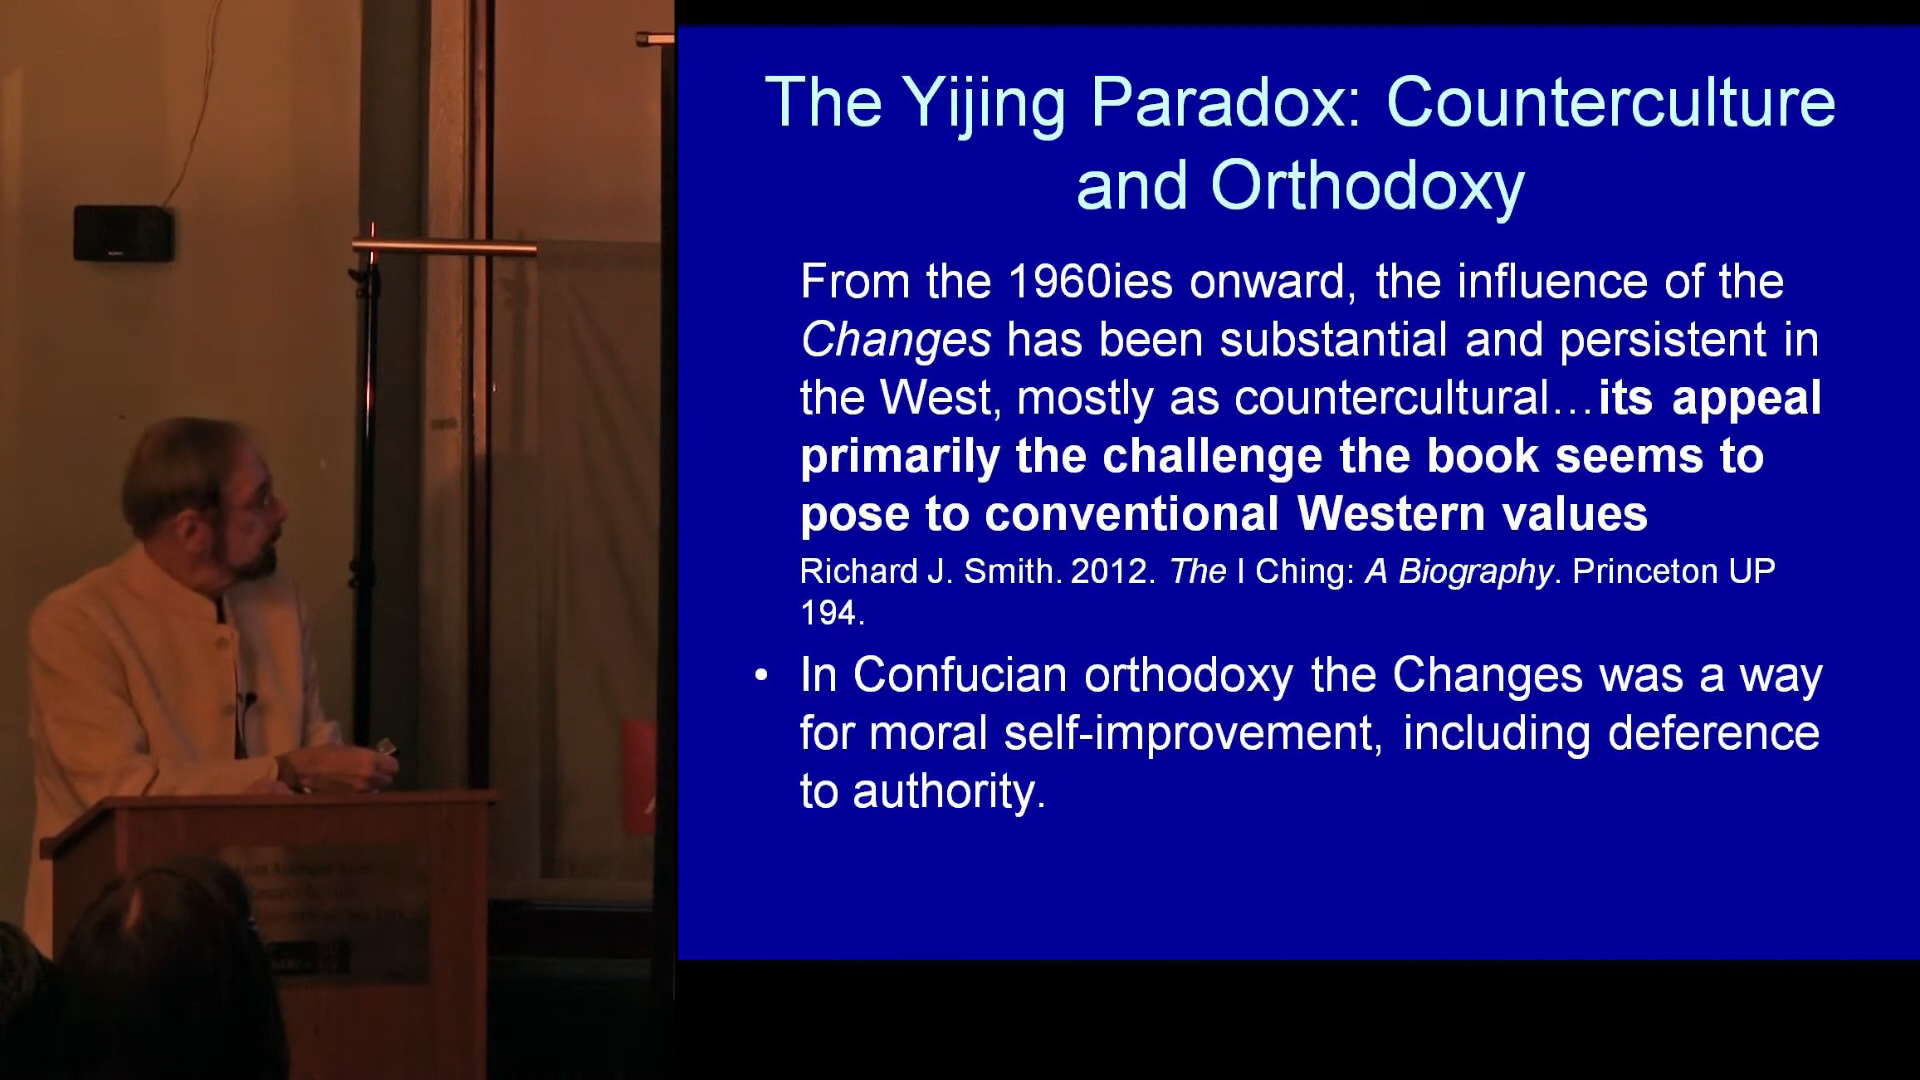 The Yijing Paradox: Counterculture
and Orthodoxy
From the 1960ies onward, the influence of the
Changes has been substantial and persistent in
the West, mostly as countercultural…its appeal
primarily the challenge the book seems to
pose to conventional Western values
Richard J. Smith. 2012. The I Ching: A Biography. Princeton UP
194.
• In Confucian orthodoxy the Changes was a way
for moral self-improvement, including deference
to authority.